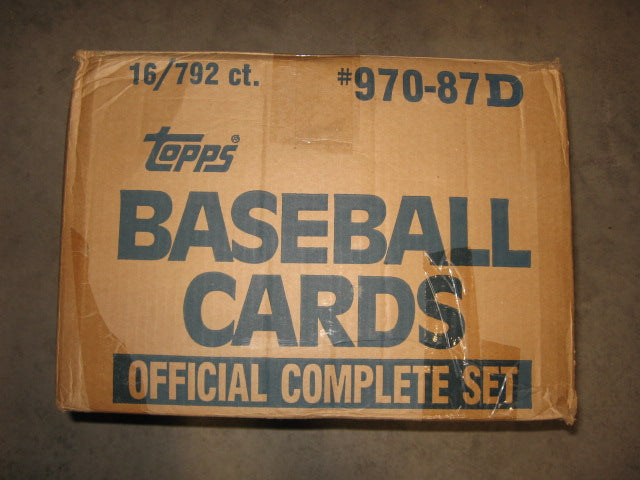 16/792 ct. #970-87D
topps®
BASEBALL
CARDS
OFFICIAL COMPLETE SET